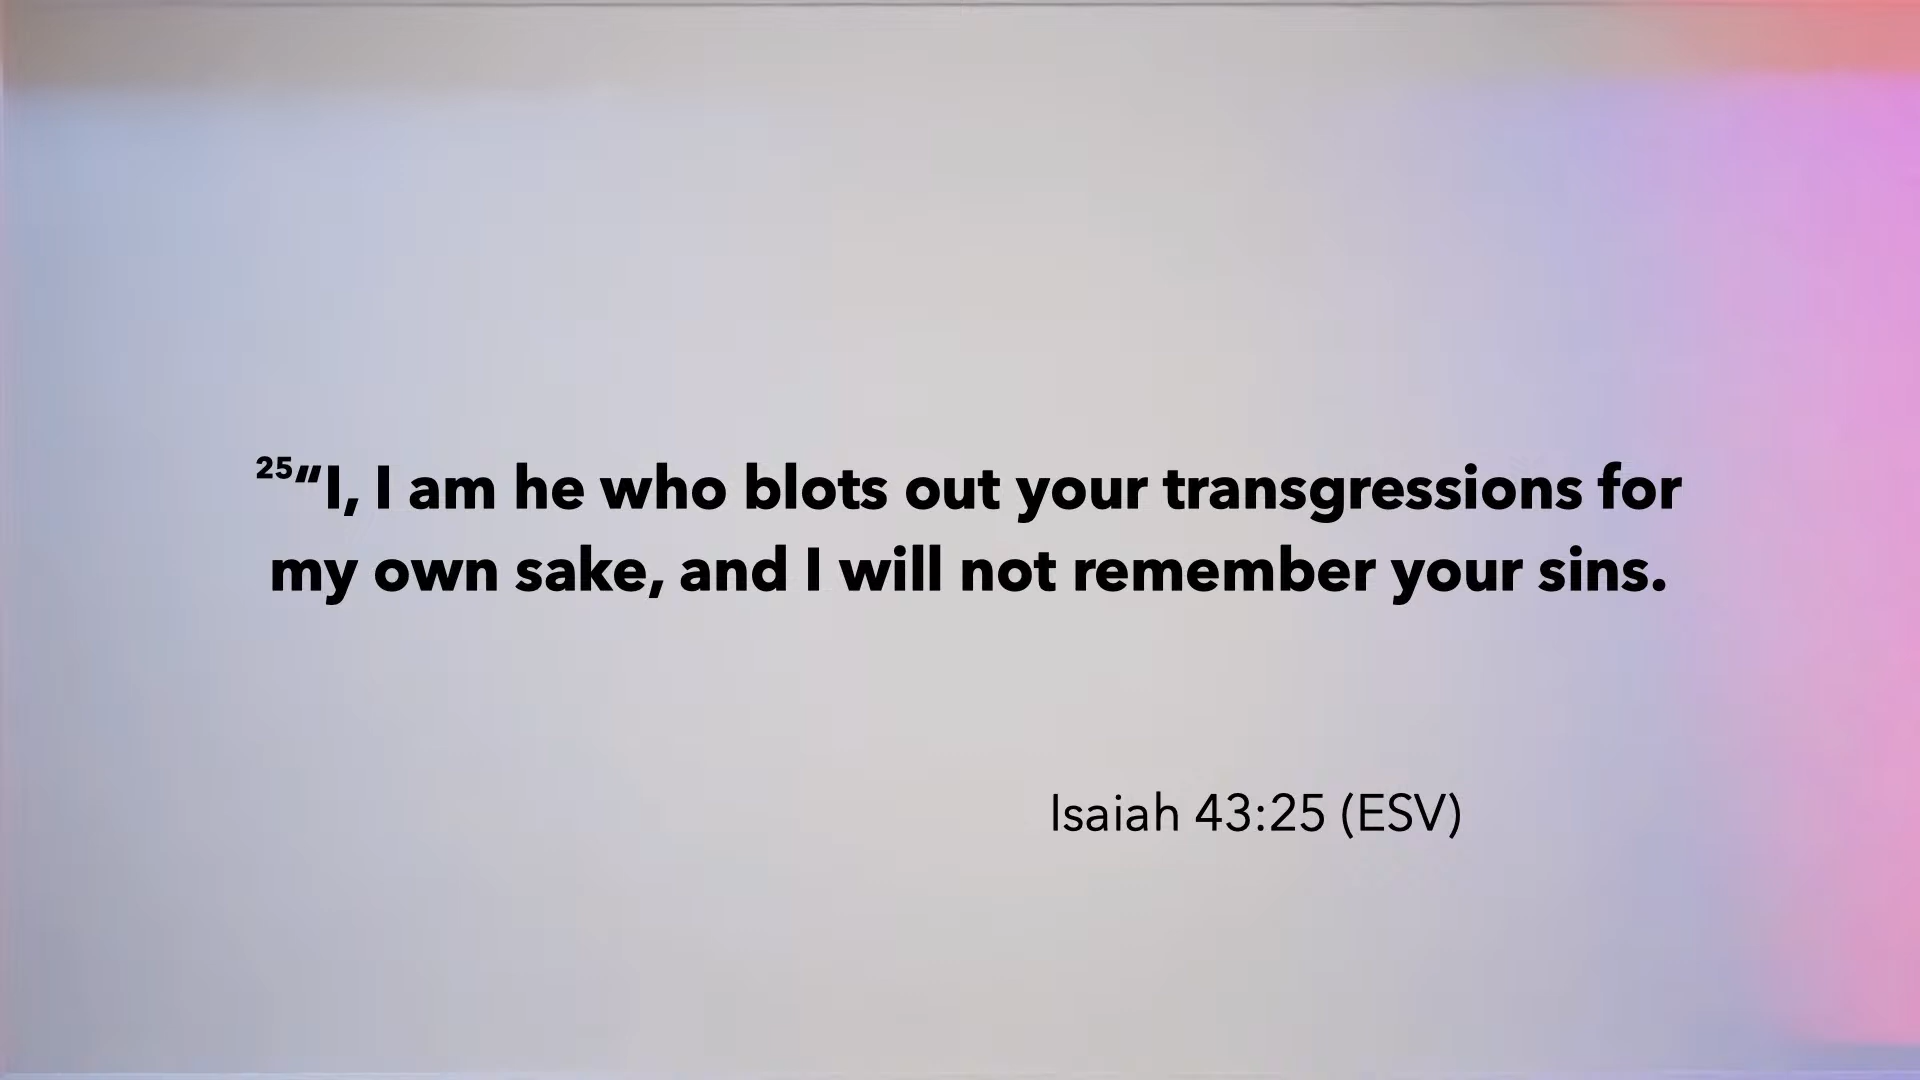 25“I, I am he who blots out your transgressions for
my own sake, and I will not remember your sins.
Isaiah 43:25 (ESV)